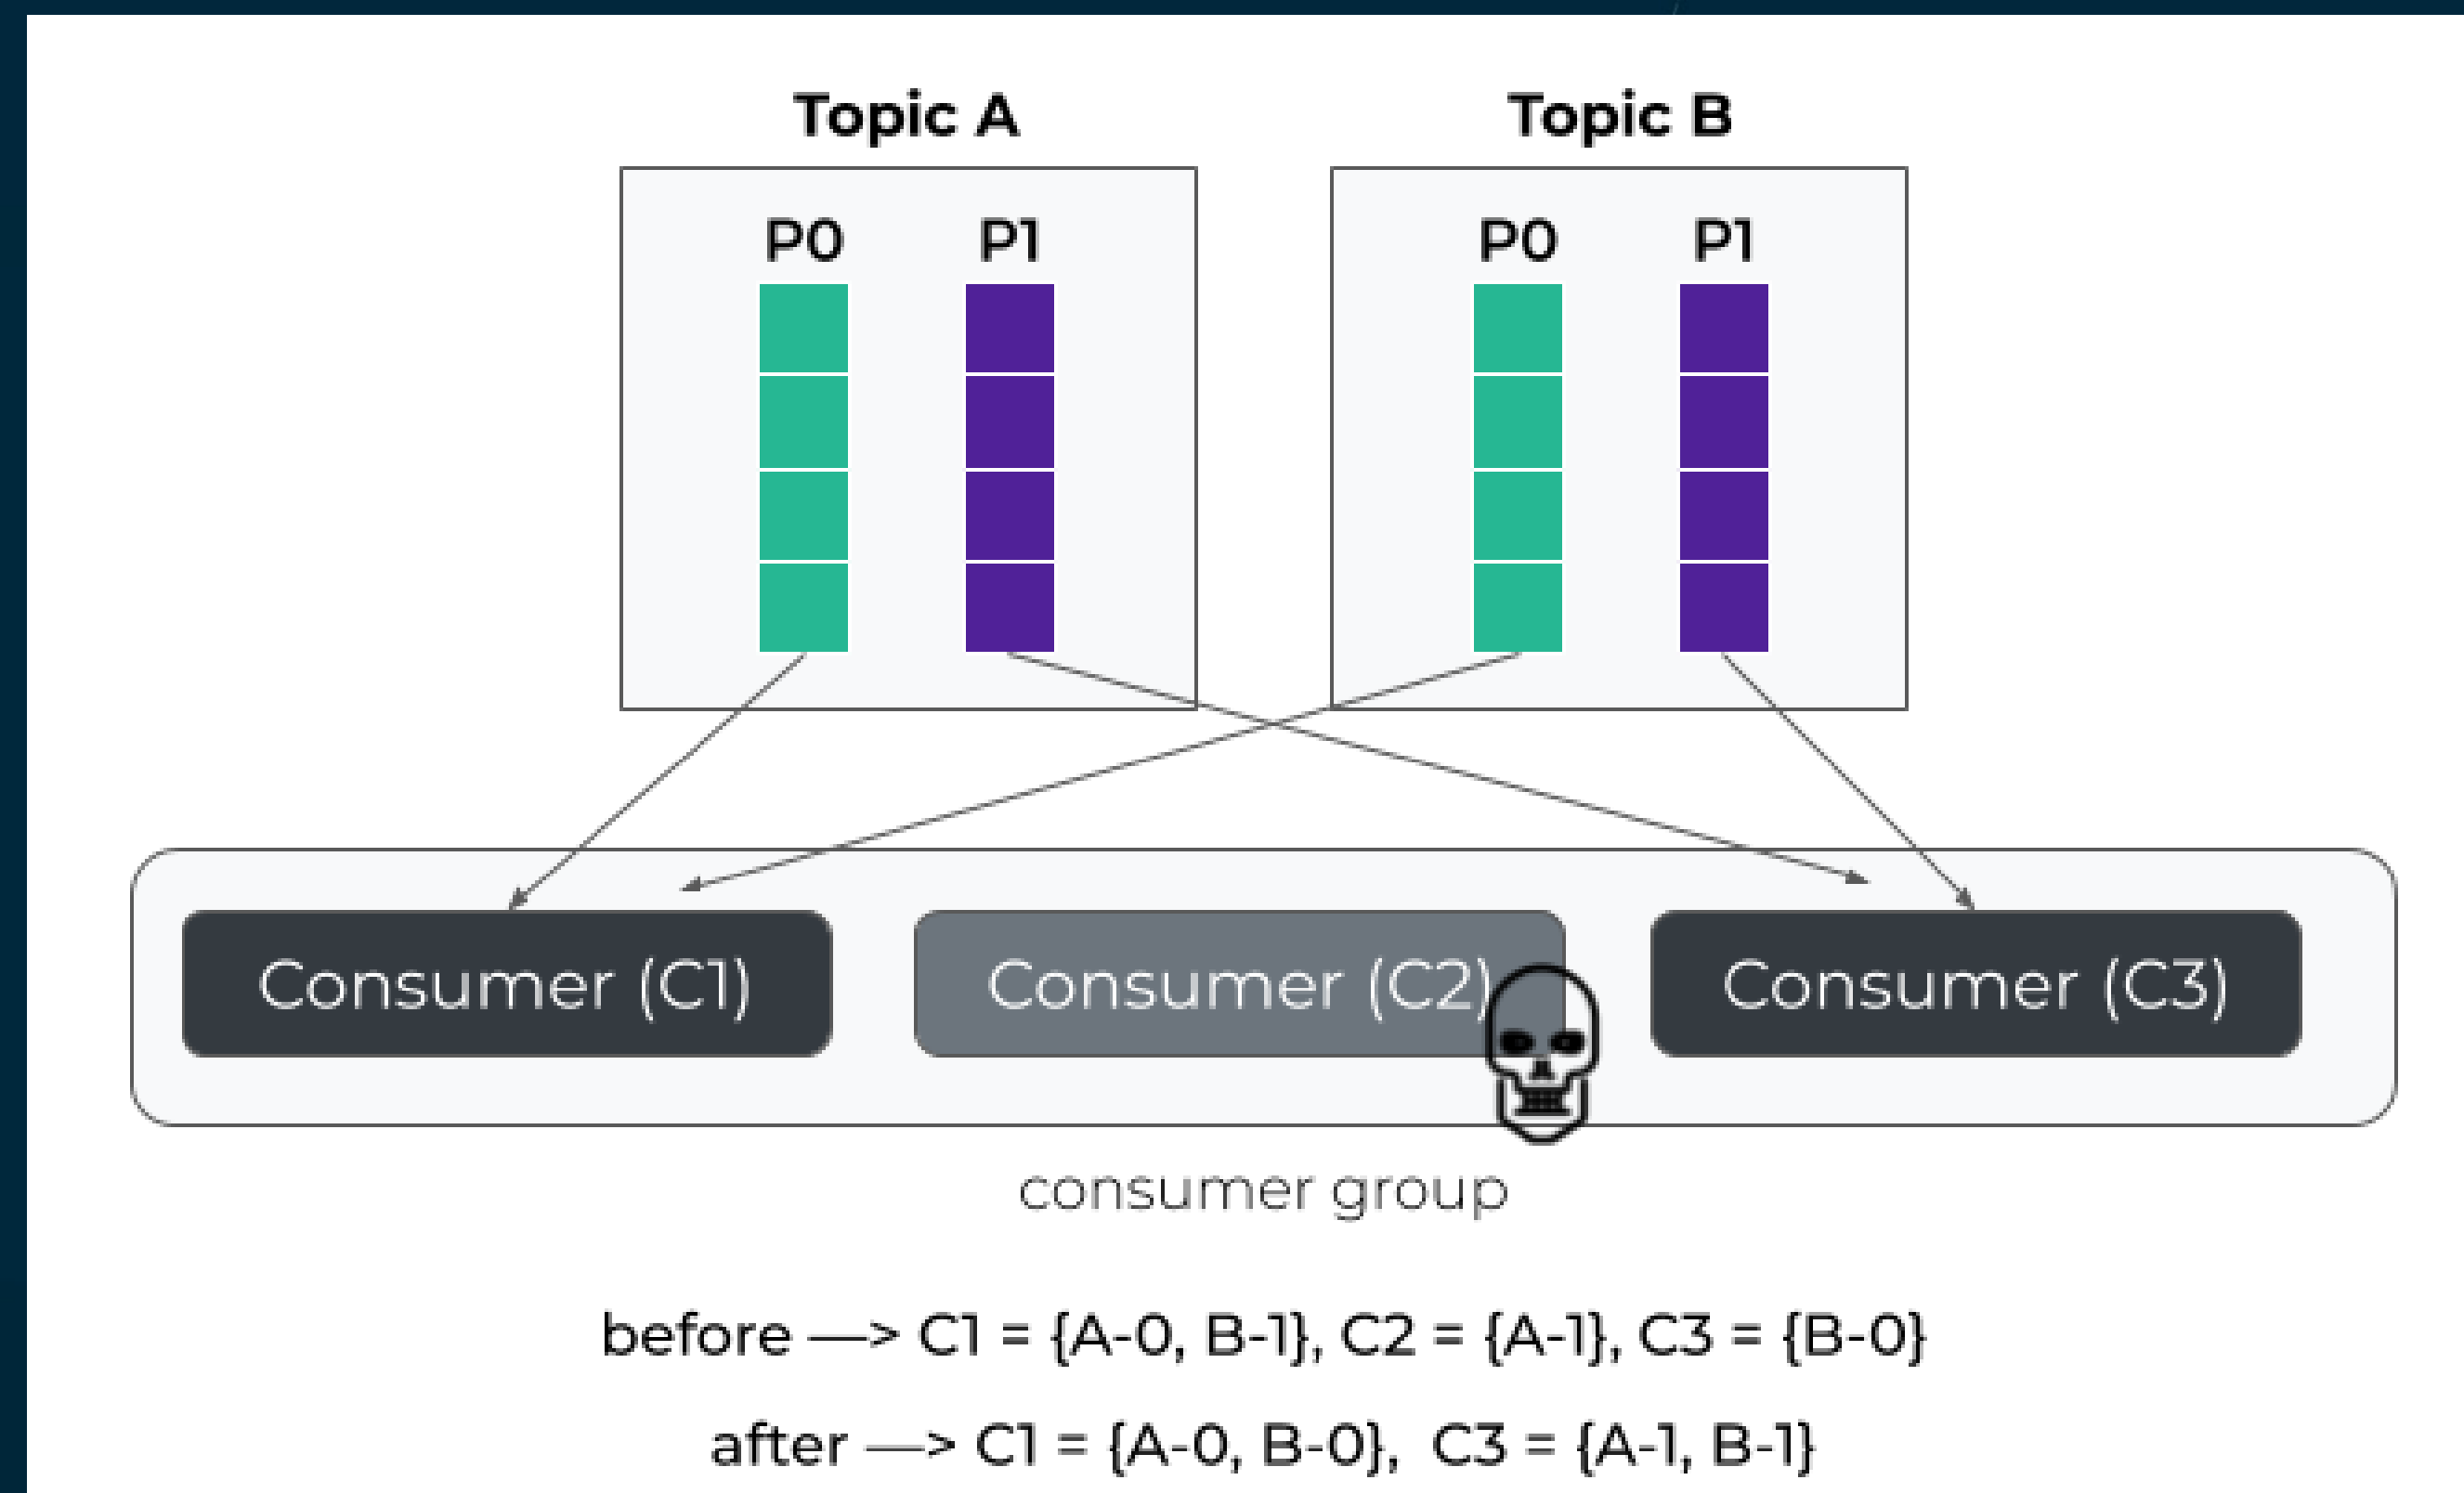 Topic A Topic B
P0 P1 P0 P1
Consumer (C1) Consumer (C2) Consumer (C3)
consumer group
before —> C1 = {A-0, B-1}, C2 = {A-1}, C3 = {B-0}
after —> C1 = {A-0, B-0}, C3 = {A-1, B-1}